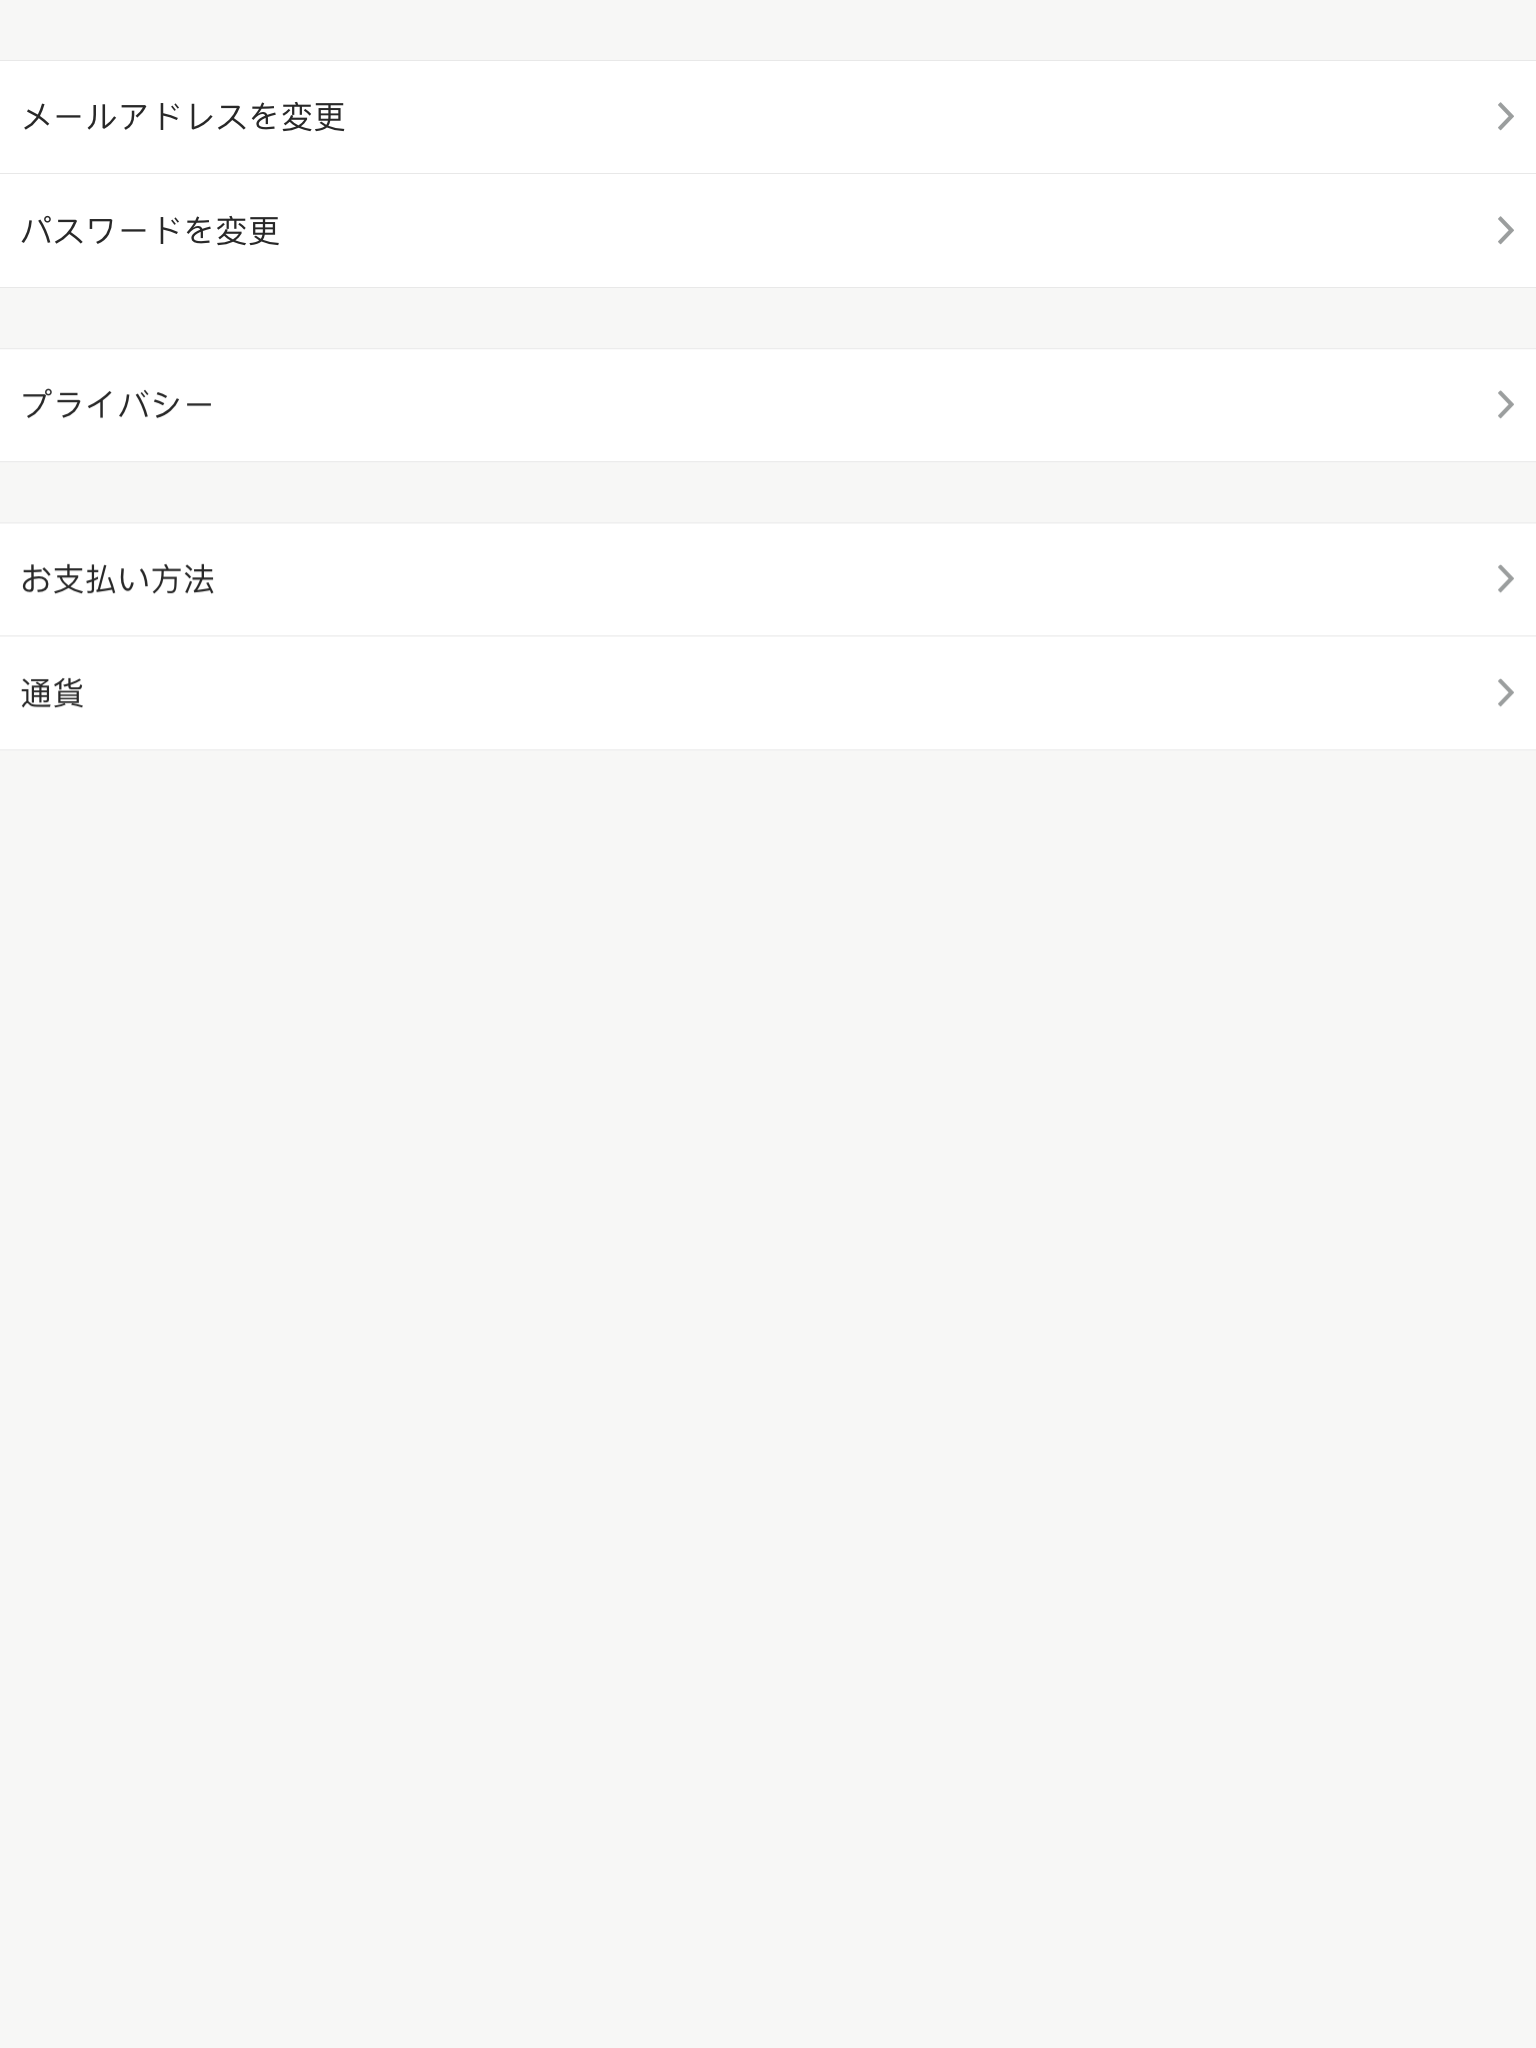 メールアドレスを変更
パスワードを変更
プライバシー
お支払い方法
通貨